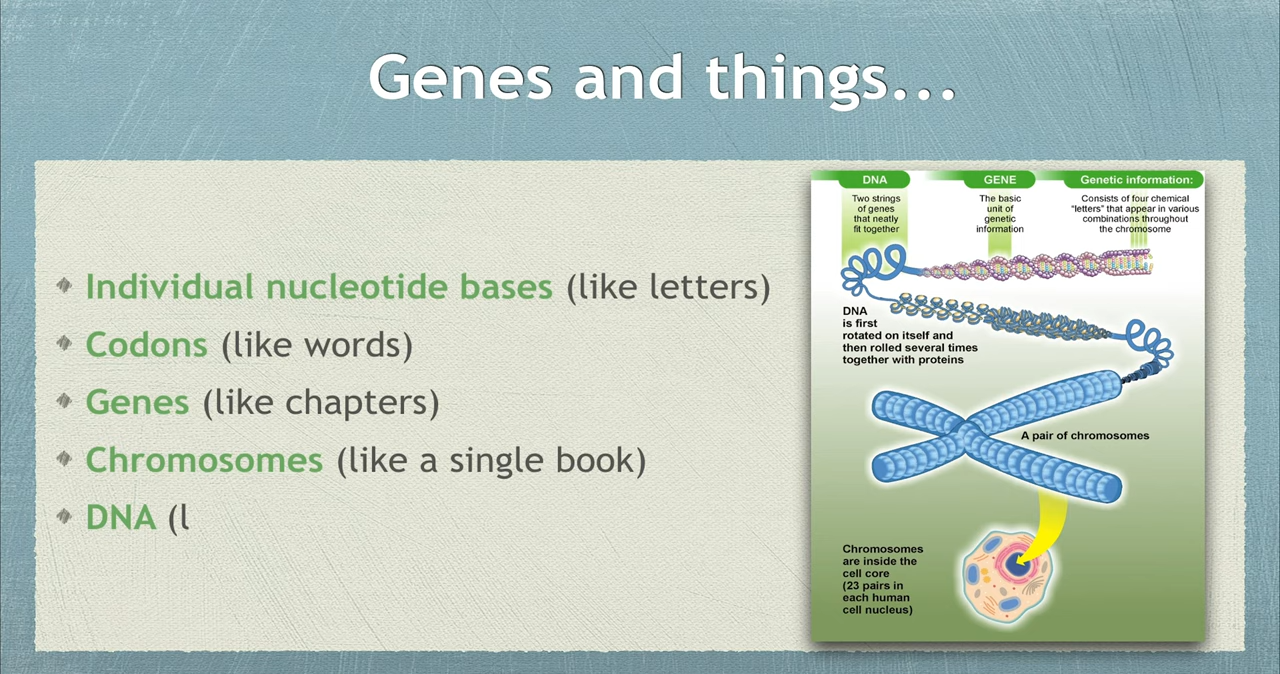 Genes and things...
Individual nucleotide bases (like letters)
Codons (like words)
Genes (like chapters)
Chromosomes (like a single book)
DNA (l
DNA
Two strings
of genes
that neatly
fit together
GENE
The basic
unit of
genetic
information
Genetic information:
Consists of four chemical
"letters" that appear in various
combinations throughout
the chromosome
DNA
is first
rotated on itself and
then rolled several times
together with proteins
A pair of chromosomes
Chromosomes
are inside the
cell core
(23 pairs in
each human
cell nucleus)